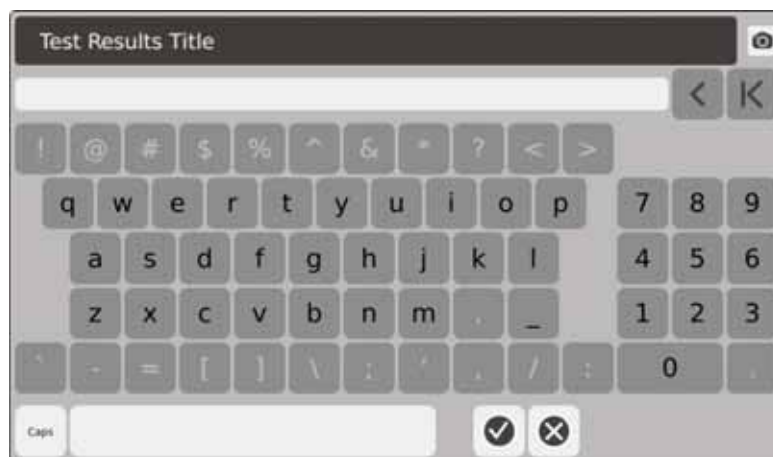 Test Results Title
! @ # $ % ^ & * ? < >
q w e r t y u i o p 7 8 9
a s d f g h j k l 4 5 6
z x c v b n m . _ 1 2 3
` - = [ ] \ ; ' , / : 0 .
Caps